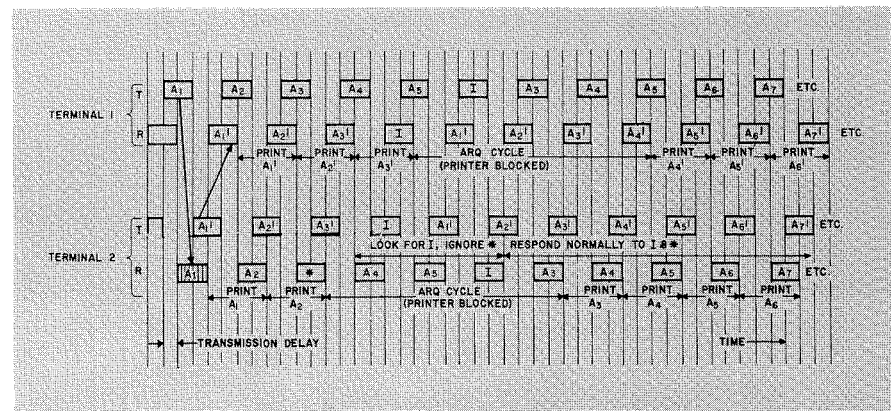 T A1 A2 A3 A4 A5 I A3 A4 A5 A6 A7 ETC.
TERMINAL 1
R A1' A2' A3' I A1' A2' A3' A4' A5' A6' A7' ETC
PRINT A1' PRINT A2' PRINT A3' ARQ CYCLE (PRINTER BLOCKED) PRINT A4' PRINT A5' PRINT A6'
T A1' A2' A3' I A1' A2' A3' A4' A5' A6' A7' ETC.
LOOK FOR I, IGNORE * RESPOND NORMALLY TO I & *
TERMINAL 2
R A1 A2 * A4 A5 I A3 A4 A5 A6 A7 ETC.
PRINT A1 PRINT A2 ARQ CYCLE (PRINTER BLOCKED) PRINT A3 PRINT A4 PRINT A5 PRINT A6
TRANSMISSION DELAY TIME